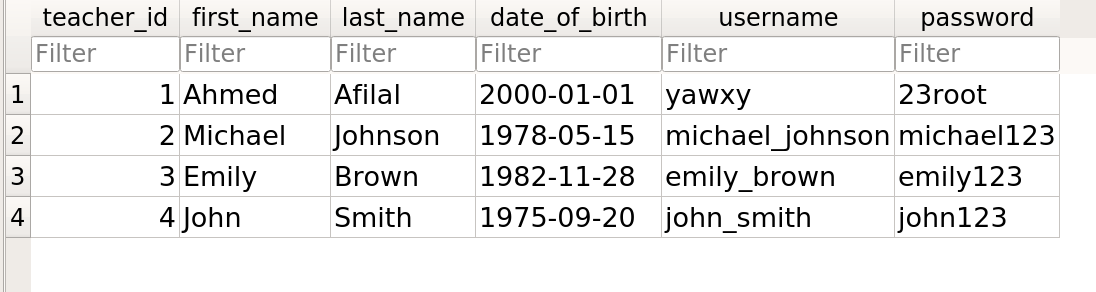 teacher_id first_name last_name date_of_birth username password
Filter Filter Filter Filter Filter Filter
1 1 Ahmed Afilal 2000-01-01 yawxy 23root
2 2 Michael Johnson 1978-05-15 michael_johnson michael123
3 3 Emily Brown 1982-11-28 emily_brown emily123
4 4 John Smith 1975-09-20 john_smith john123